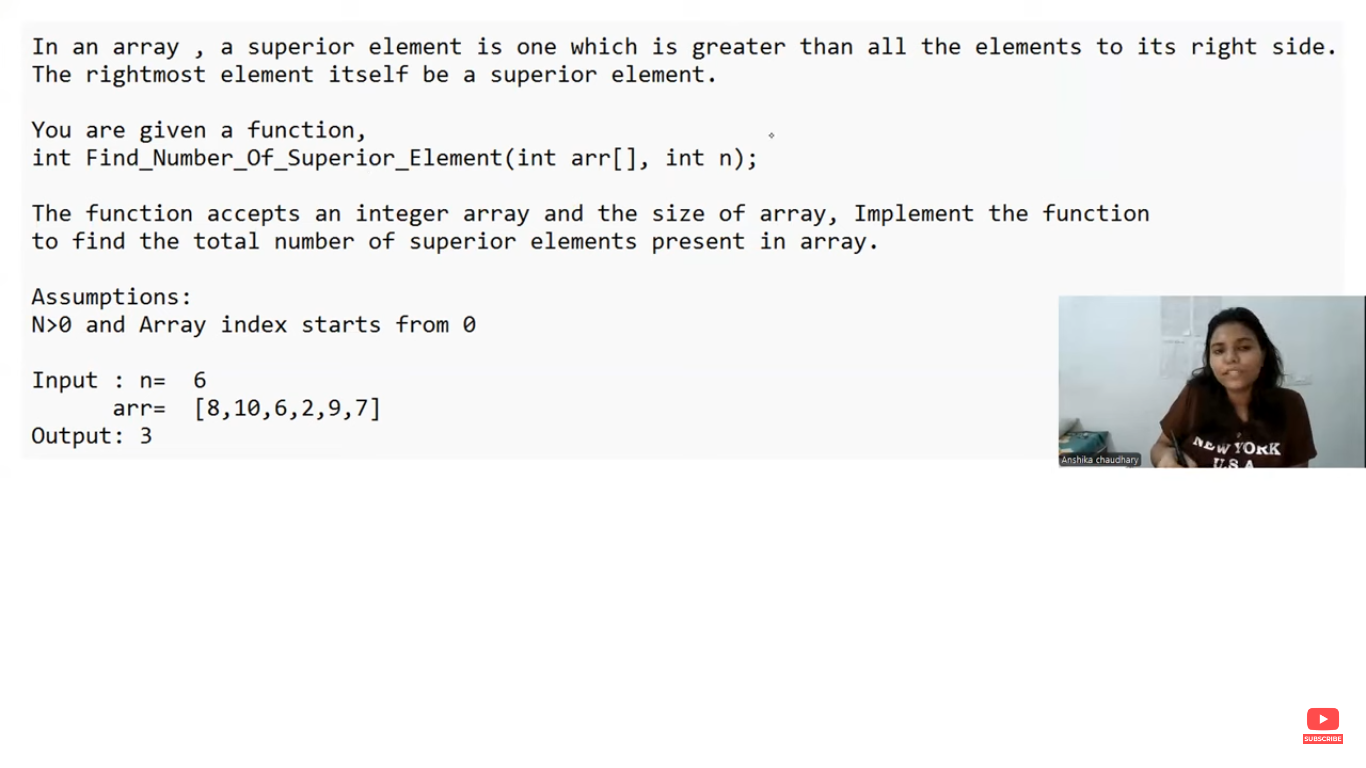 In an array , a superior element is one which is greater than all the elements to its right side.
The rightmost element itself be a superior element.
You are given a function,
int Find_Number_Of_Superior_Element(int arr[], int n);
The function accepts an integer array and the size of array, Implement the function
to find the total number of superior elements present in array.
Assumptions:
N>0 and Array index starts from 0
Input : n= 6
arr= [8,10,6,2,9,7]
Output: 3
NEW YORK
U.S.A
Anshika chaudhary
SUBSCRIBE